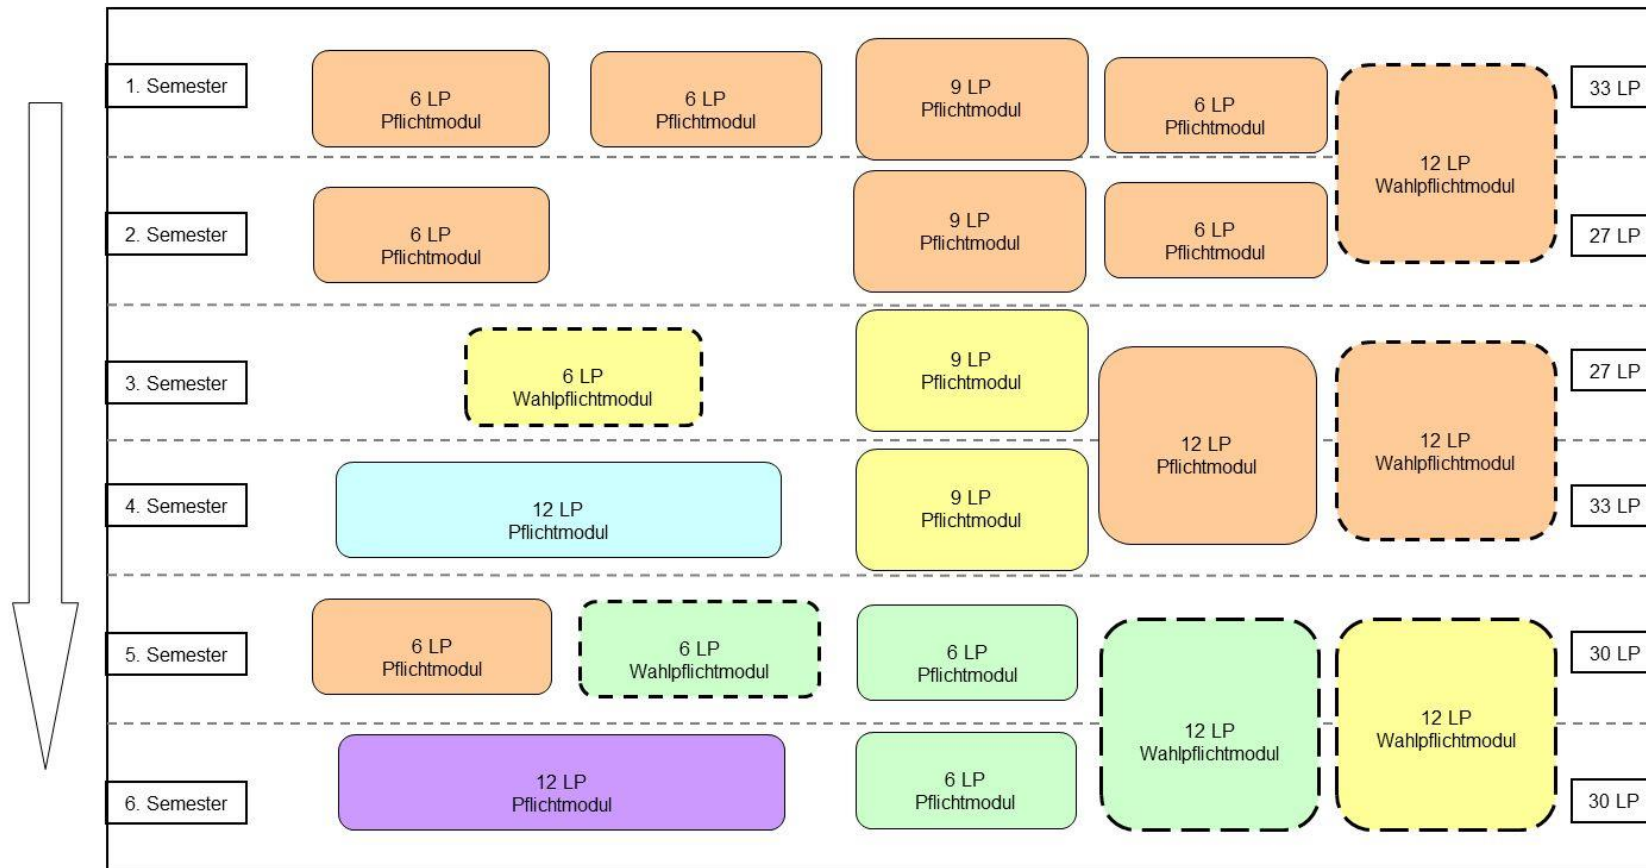 1. Semester
6 LP
Pflichtmodul
6 LP
Pflichtmodul
9 LP
Pflichtmodul
6 LP
Pflichtmodul
12 LP
Wahlpflichtmodul
33 LP
2. Semester
6 LP
Pflichtmodul
9 LP
Pflichtmodul
6 LP
Pflichtmodul
27 LP
3. Semester
6 LP
Wahlpflichtmodul
9 LP
Pflichtmodul
12 LP
Pflichtmodul
12 LP
Wahlpflichtmodul
27 LP
4. Semester
12 LP
Pflichtmodul
9 LP
Pflichtmodul
33 LP
5. Semester
6 LP
Pflichtmodul
6 LP
Wahlpflichtmodul
6 LP
Pflichtmodul
12 LP
Wahlpflichtmodul
12 LP
Wahlpflichtmodul
30 LP
6. Semester
12 LP
Pflichtmodul
6 LP
Pflichtmodul
30 LP